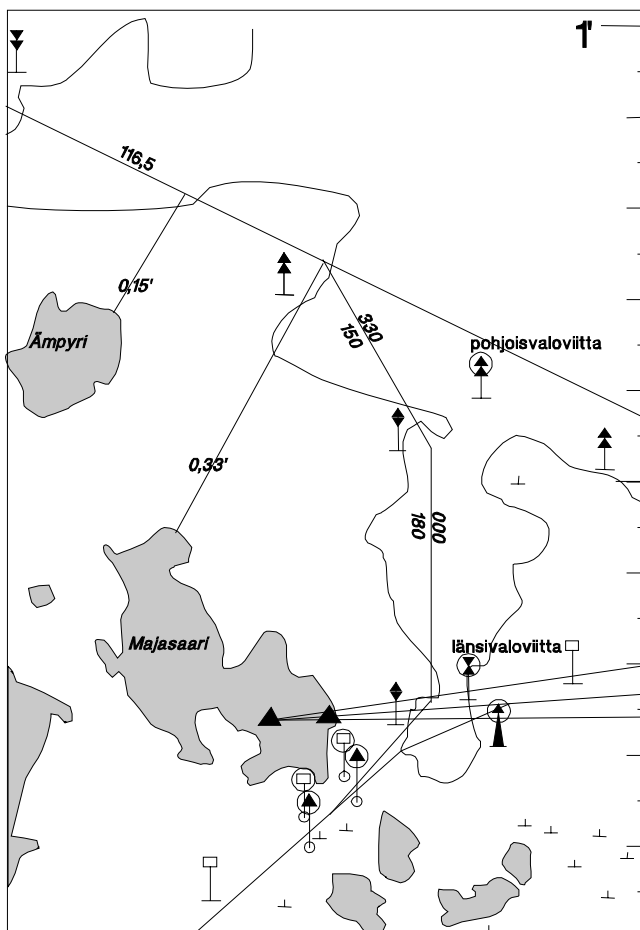 1'
116,5
0,15'
Ämpyri
330
150
pohjoisvaloviitta
0,33'
000
180
Majasaari
länsivaloviitta